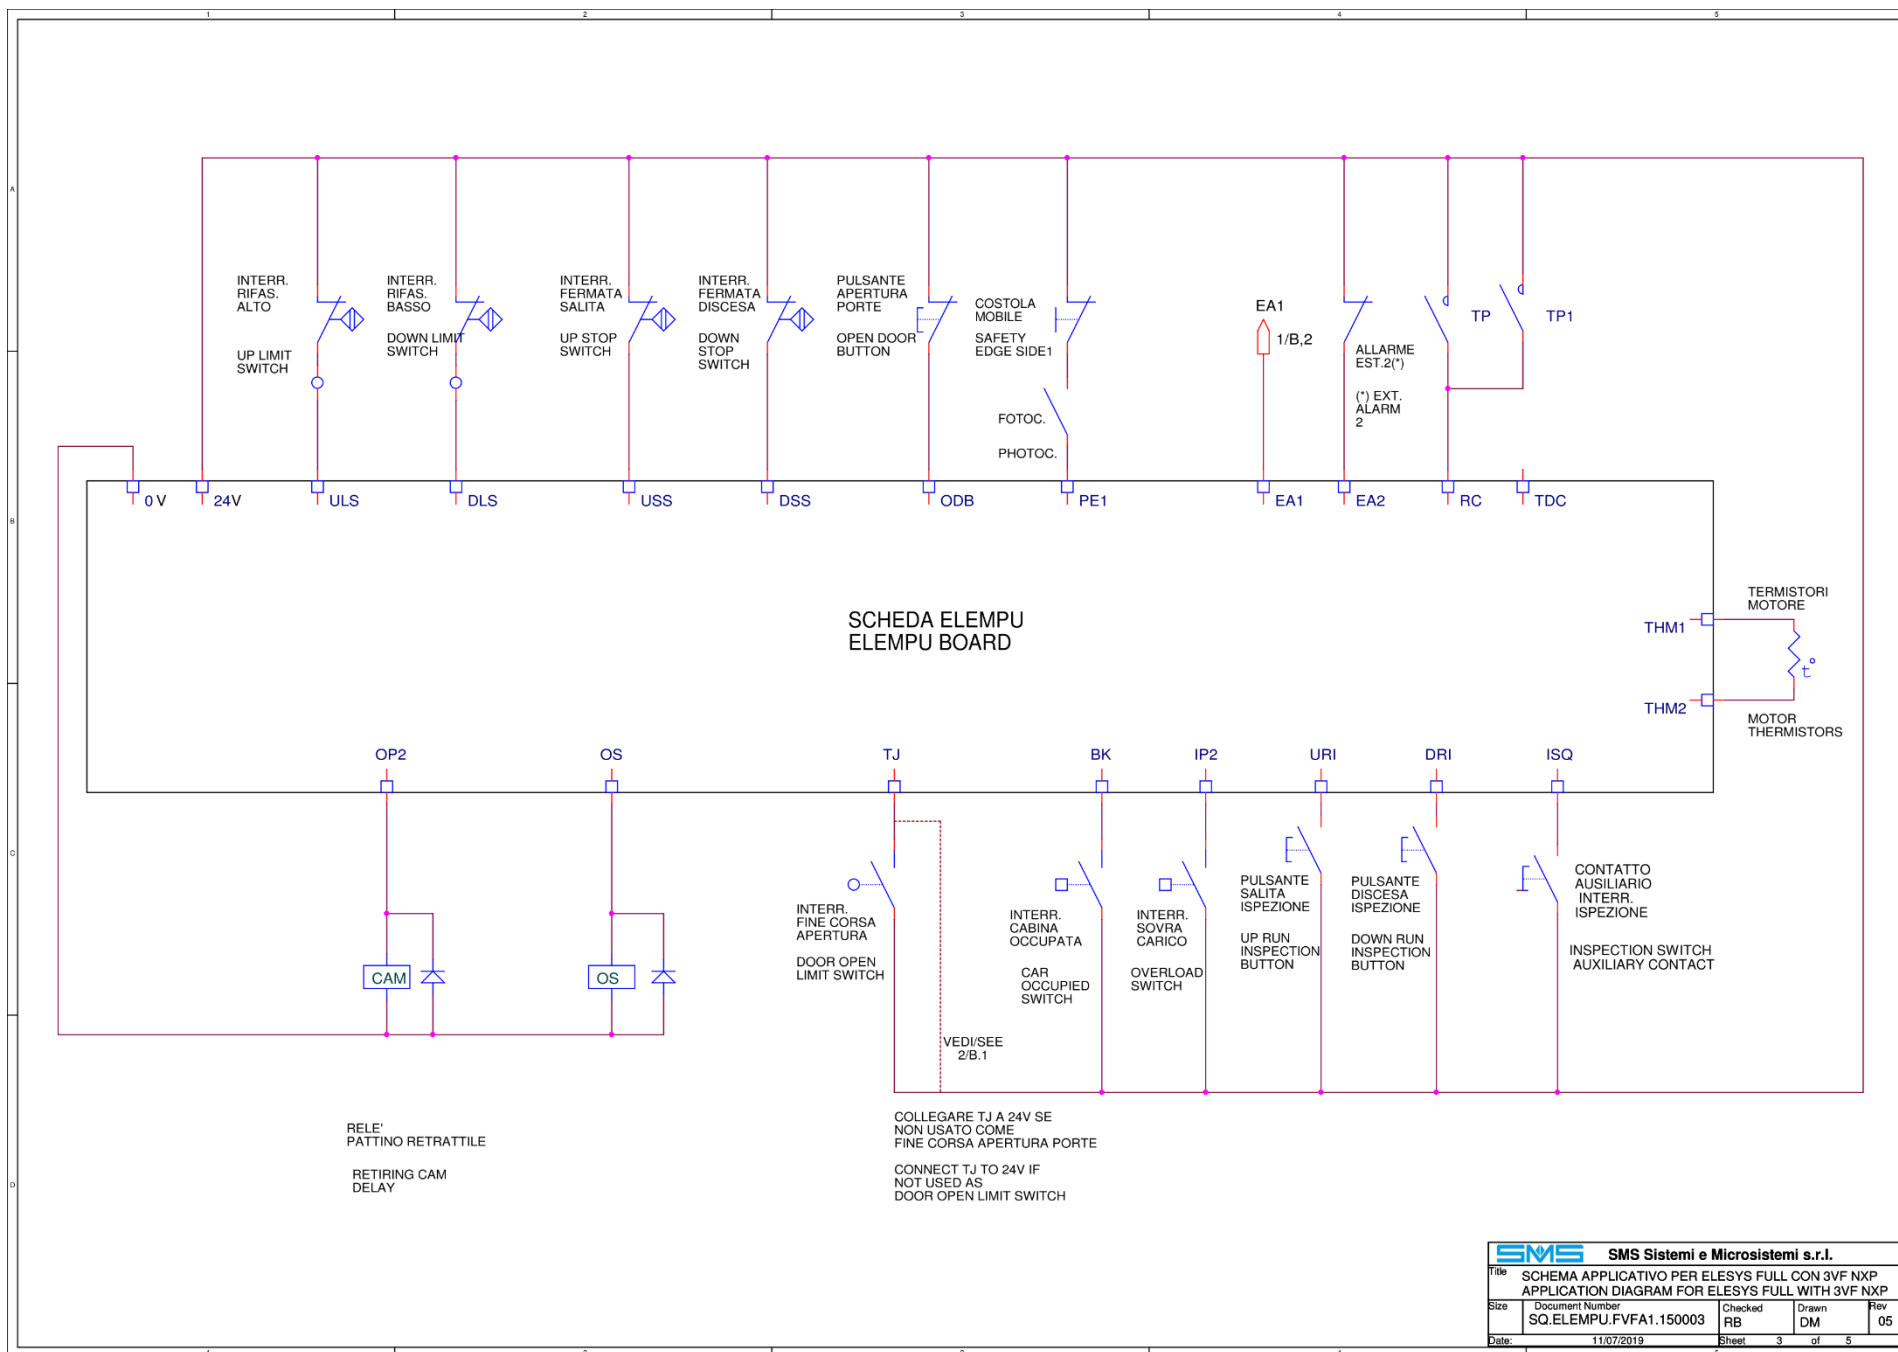 1
2
3
4
5
A
B
C
D
INTERR.
RIFAS.
ALTO
UP LIMIT
SWITCH
INTERR.
RIFAS.
BASSO
DOWN LIMIT
SWITCH
INTERR.
FERMATA
SALITA
UP STOP
SWITCH
INTERR.
FERMATA
DISCESA
DOWN
STOP
SWITCH
PULSANTE
APERTURA
PORTE
OPEN DOOR
BUTTON
COSTOLA
MOBILE
SAFETY
EDGE SIDE1
FOTOC.
PHOTOC.
EA1
1/B,2
ALLARME
EST.2(*)
(*) EXT.
ALARM
2
TP
TP1
0 V
24V
ULS
DLS
USS
DSS
ODB
PE1
EA1
EA2
RC
TDC
SCHEDA ELEMPU
ELEMPU BOARD
TERMISTORI
MOTORE
THM1
t°
THM2
MOTOR
THERMISTORS
OP2
OS
TJ
BK
IP2
URI
DRI
ISQ
CAM
OS
INTERR.
FINE CORSA
APERTURA
DOOR OPEN
LIMIT SWITCH
INTERR.
CABINA
OCCUPATA
CAR
OCCUPIED
SWITCH
INTERR.
SOVRA
CARICO
OVERLOAD
SWITCH
PULSANTE
SALITA
ISPEZIONE
UP RUN
INSPECTION
BUTTON
PULSANTE
DISCESA
ISPEZIONE
DOWN RUN
INSPECTION
BUTTON
CONTATTO
AUSILIARIO
INTERR.
ISPEZIONE
INSPECTION SWITCH
AUXILIARY CONTACT
VEDI/SEE
2/B.1
RELE'
PATTINO RETRATTILE
RETIRING CAM
DELAY
COLLEGARE TJ A 24V SE
NON USATO COME
FINE CORSA APERTURA PORTE
CONNECT TJ TO 24V IF
NOT USED AS
DOOR OPEN LIMIT SWITCH
SMS SMS Sistemi e Microsistemi s.r.l.
Title SCHEMA APPLICATIVO PER ELESYS FULL CON 3VF NXP
APPLICATION DIAGRAM FOR ELESYS FULL WITH 3VF NXP
Size Document Number Checked Drawn Rev
SQ.ELEMPU.FVFA1.150003 RB DM 05
Date: 11/07/2019 Sheet 3 of 5